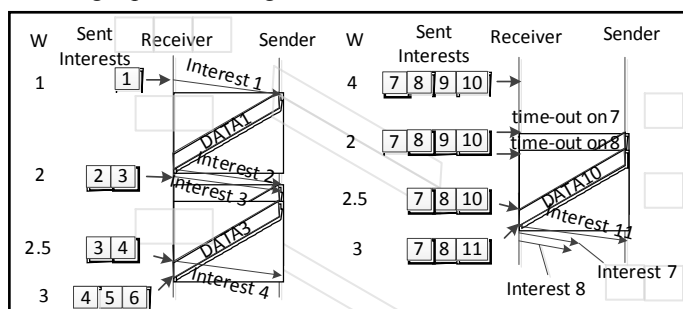 W Sent Interests Receiver Sender
1 1 Interest 1
DATA1
2 2 3 Interest 2
Interest 3
DATA3
2.5 3 4
Interest 4
3 4 5 6
W Sent Interests Receiver Sender
4 7 8 9 10
time-out on 7
2 7 8 9 10 time-out on 8
DATA10
2.5 7 8 10
Interest 11
3 7 8 11
Interest 7
Interest 8